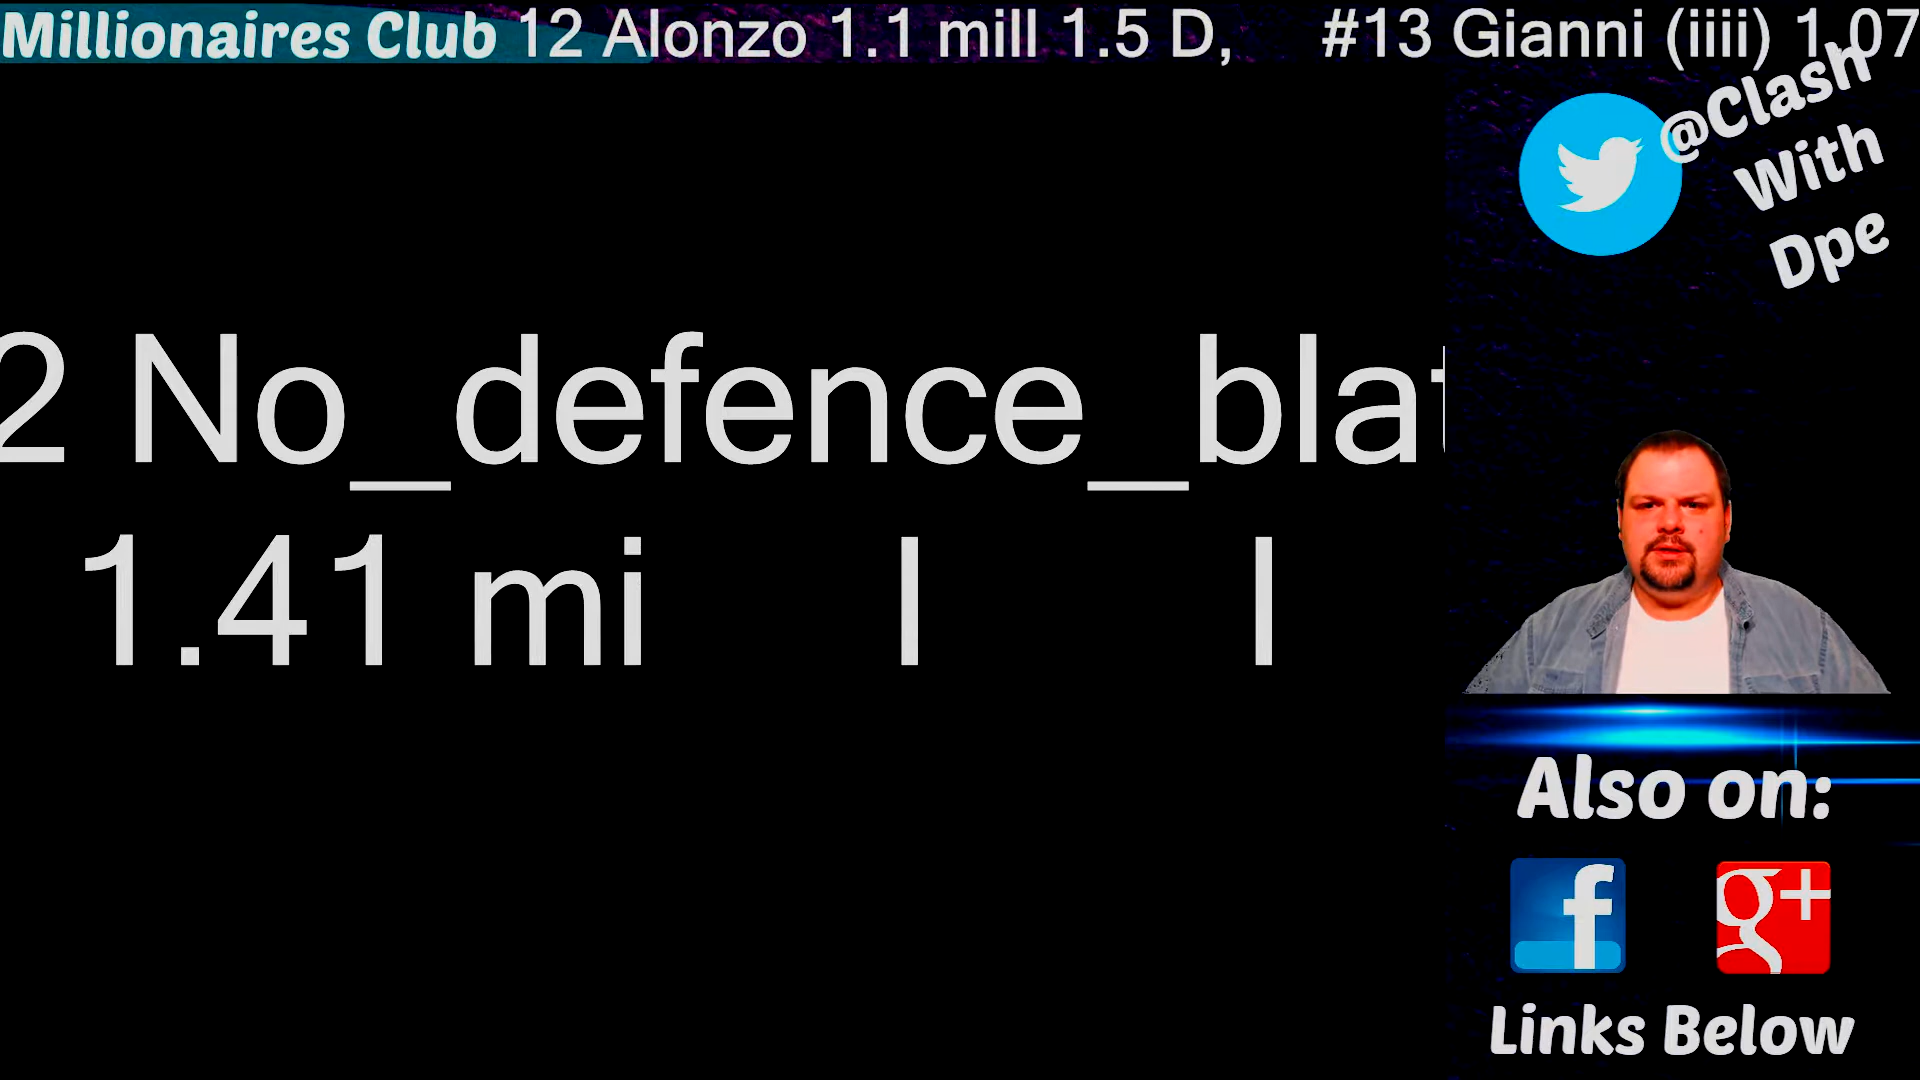 Millionaires Club 12 Alonzo 1.1 mill 1.5 D, #13 Gianni (iiii) 1.07
@Clash
With
Dpe
2 No_defence_blat
1.41 mi l l
Also on:
f
g+
Links Below